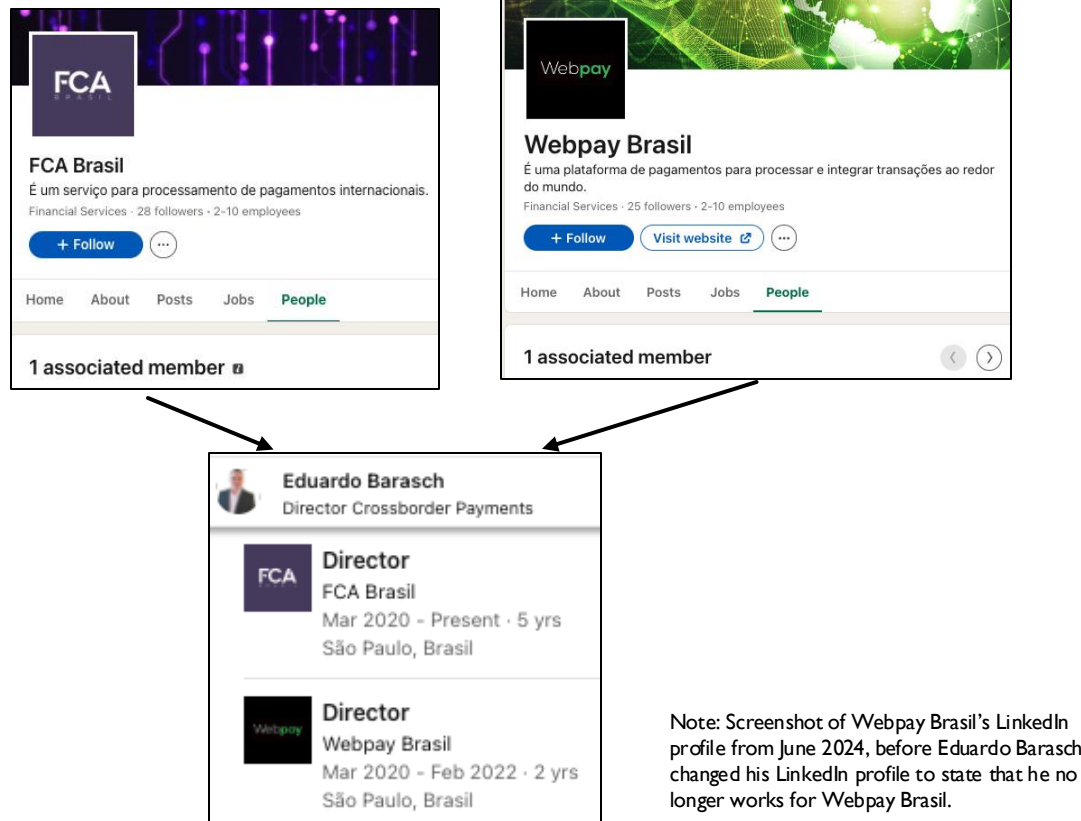 FCA
BRASIL
FCA Brasil
É um serviço para processamento de pagamentos internacionais.
Financial Services · 28 followers · 2-10 employees
+ Follow
Home About Posts Jobs People
1 associated member
Webpay
Webpay Brasil
É uma plataforma de pagamentos para processar e integrar transações ao redor
do mundo.
Financial Services · 25 followers · 2-10 employees
+ Follow Visit website
Home About Posts Jobs People
1 associated member
Eduardo Barasch
Director Crossborder Payments
FCA
Director
FCA Brasil
Mar 2020 - Present · 5 yrs
São Paulo, Brasil
Webpay
Director
Webpay Brasil
Mar 2020 - Feb 2022 · 2 yrs
São Paulo, Brasil
Note: Screenshot of Webpay Brasil’s LinkedIn
profile from June 2024, before Eduardo Barasch
changed his LinkedIn profile to state that he no
longer works for Webpay Brasil.